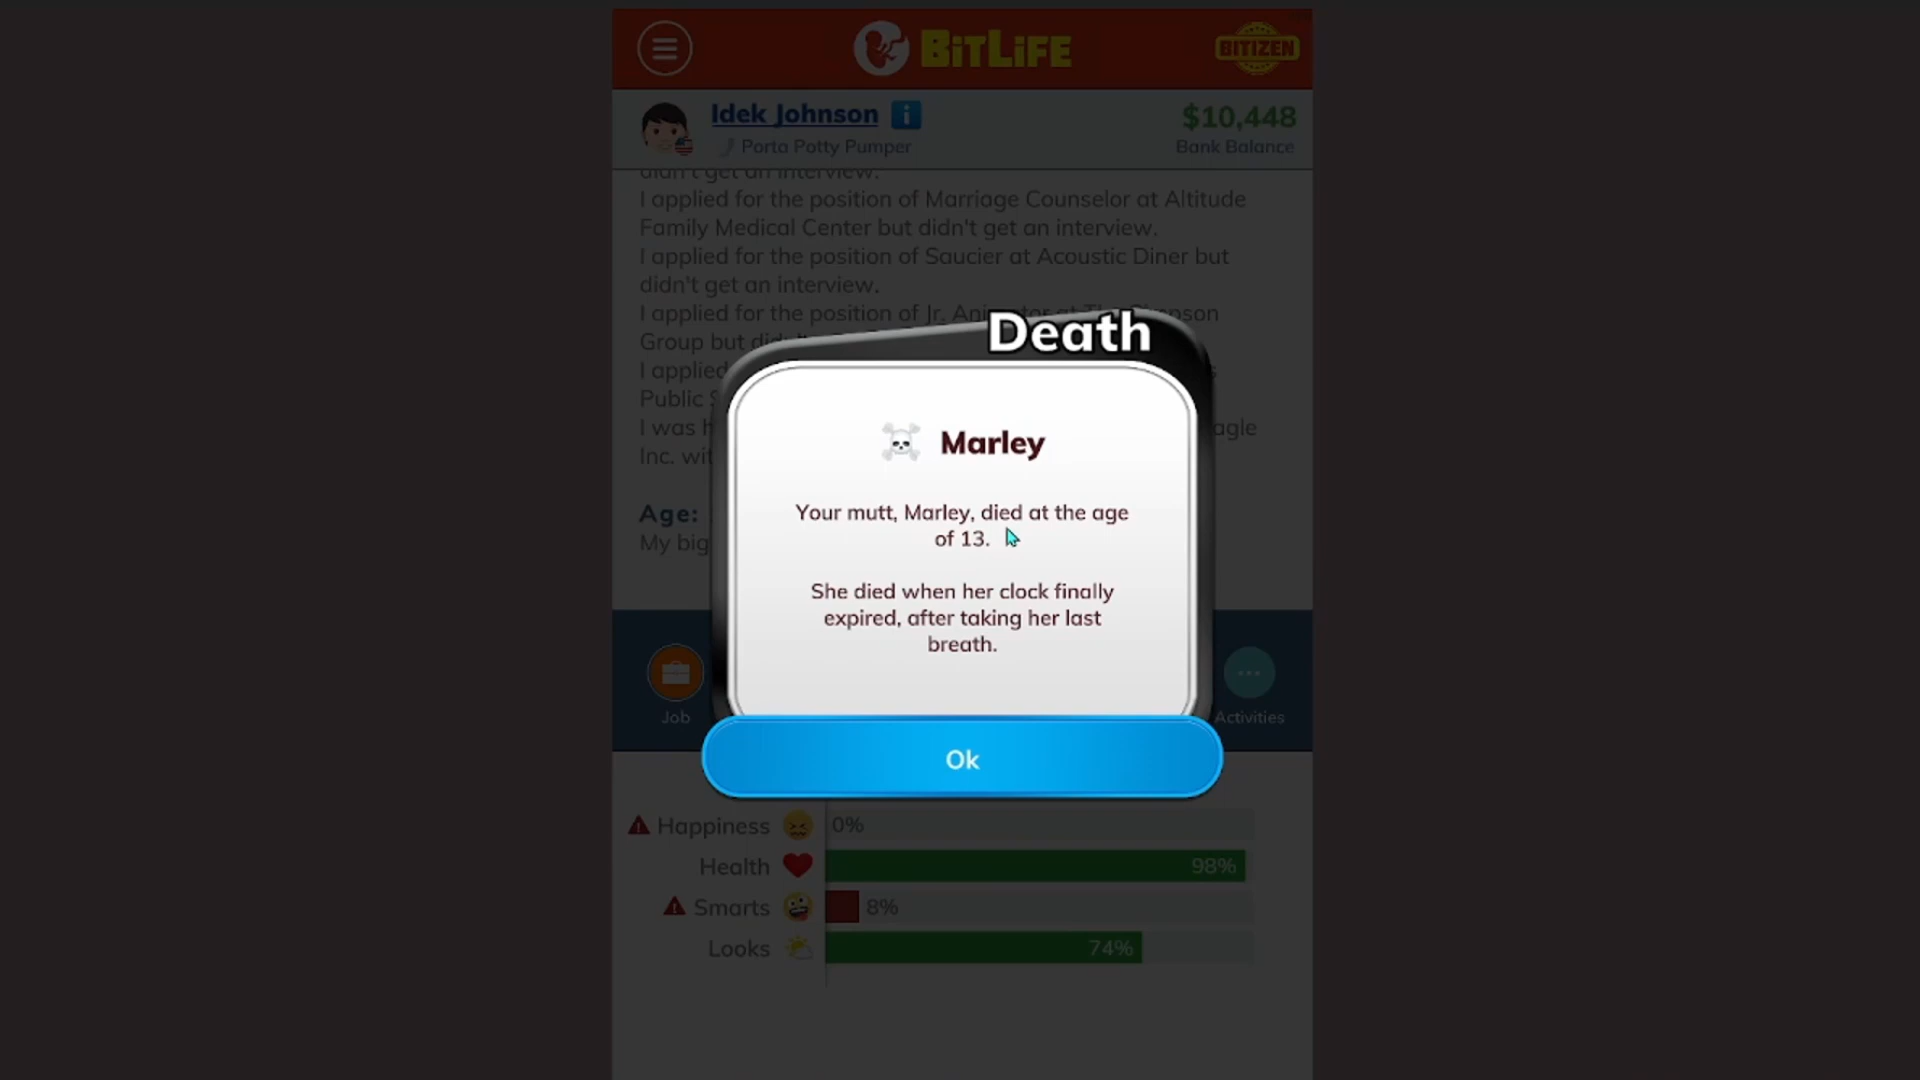 BiTLiFE
BITIZEN
Idek Johnson
$10,448
Porta Potty Pumper
Bank Balance
didn't get an interview.
I applied for the position of Marriage Counselor at Altitude
Family Medical Center but didn't get an interview.
I applied for the position of Saucier at Acoustic Diner but
didn't get an interview.
I applied for the position of Jr.
Group but
I applied
Public
I was
Inc.
Age:
My big
Death
Marley
Your mutt, Marley, died at the age
of 13.
She died when her clock finally
expired, after taking her last
breath.
Ok
Job
Activities
Happiness
0%
Health
98%
Smarts
8%
Looks
74%